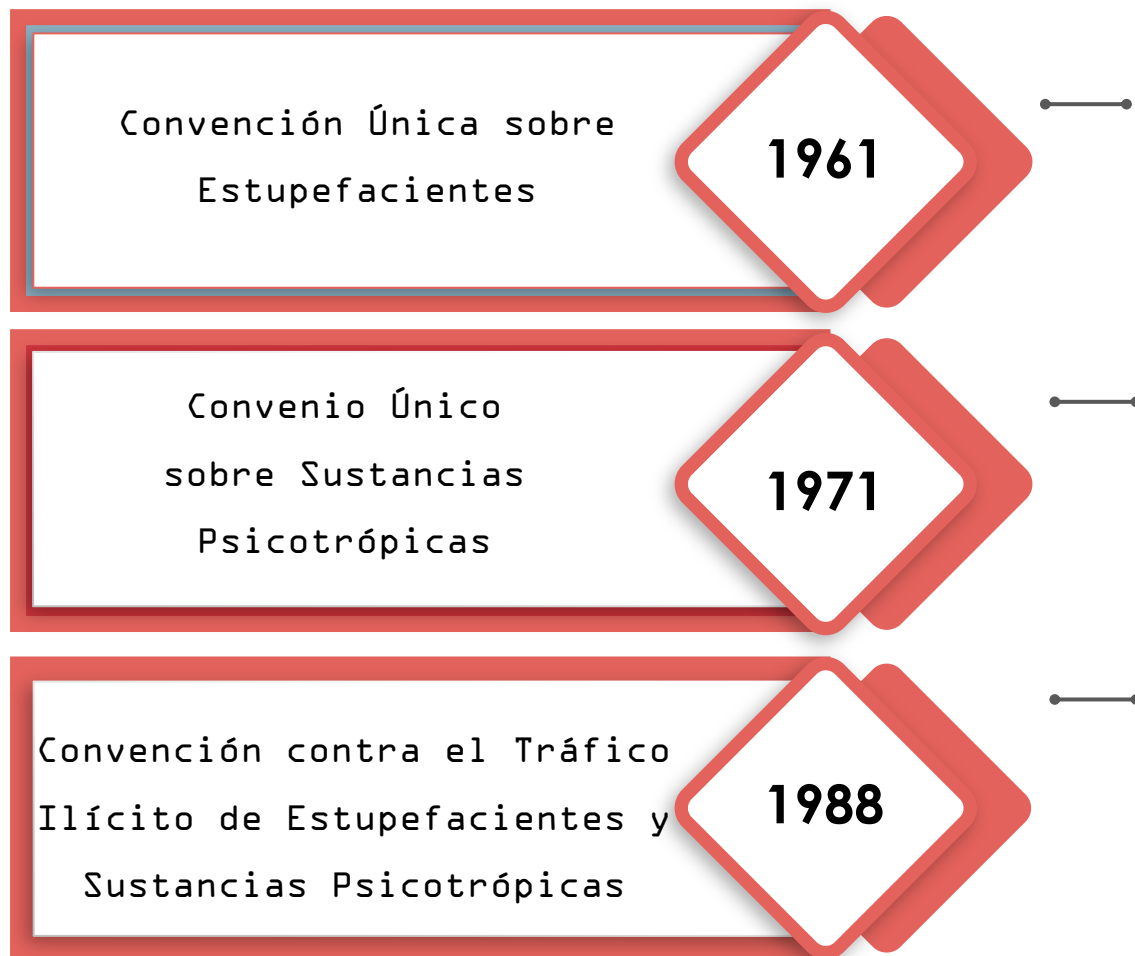 Convención Única sobre
Estupefacientes
1961
Convenio Único
sobre Sustancias
Psicotrópicas
1971
Convención contra el Tráfico
Ilícito de Estupefacientes y
Sustancias Psicotrópicas
1988